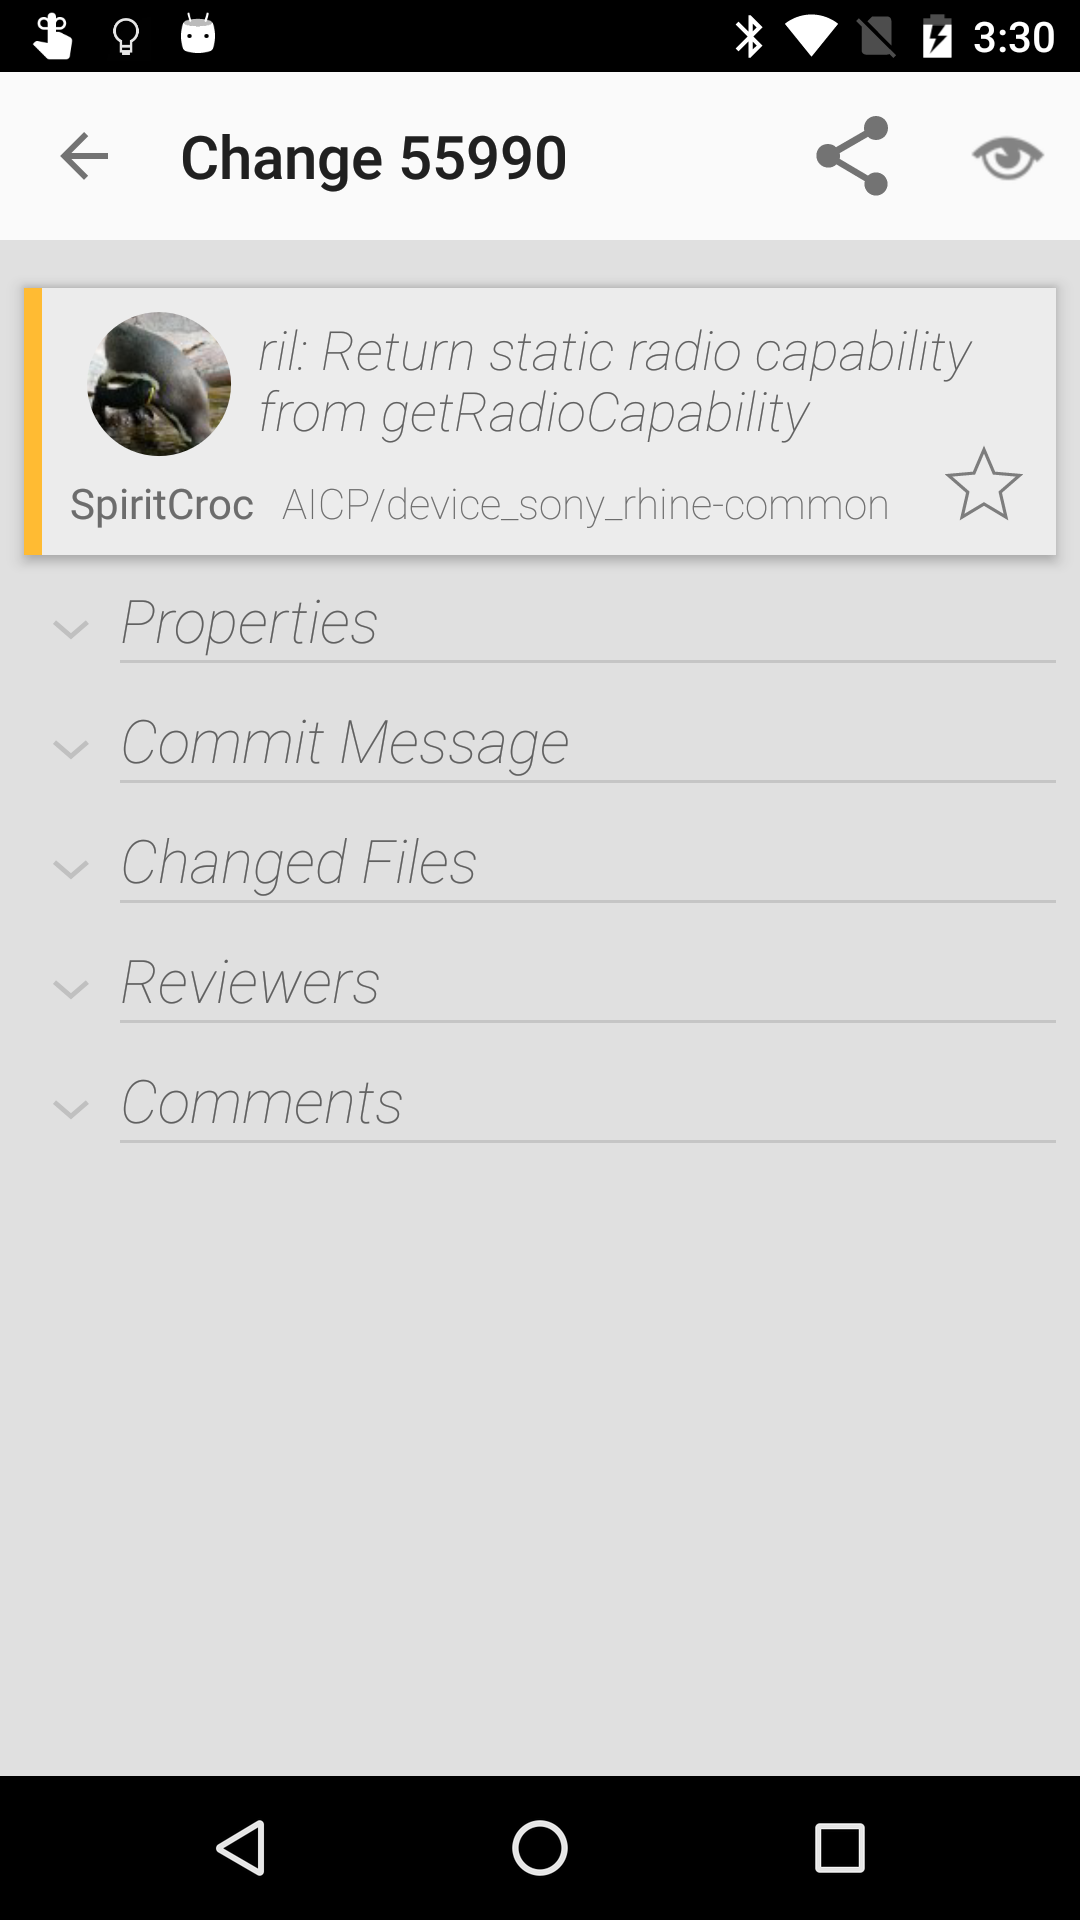 3:30
Change 55990
ril: Return static radio capability
from getRadioCapability
SpiritCroc AICP/device_sony_rhine-common
Properties
Commit Message
Changed Files
Reviewers
Comments